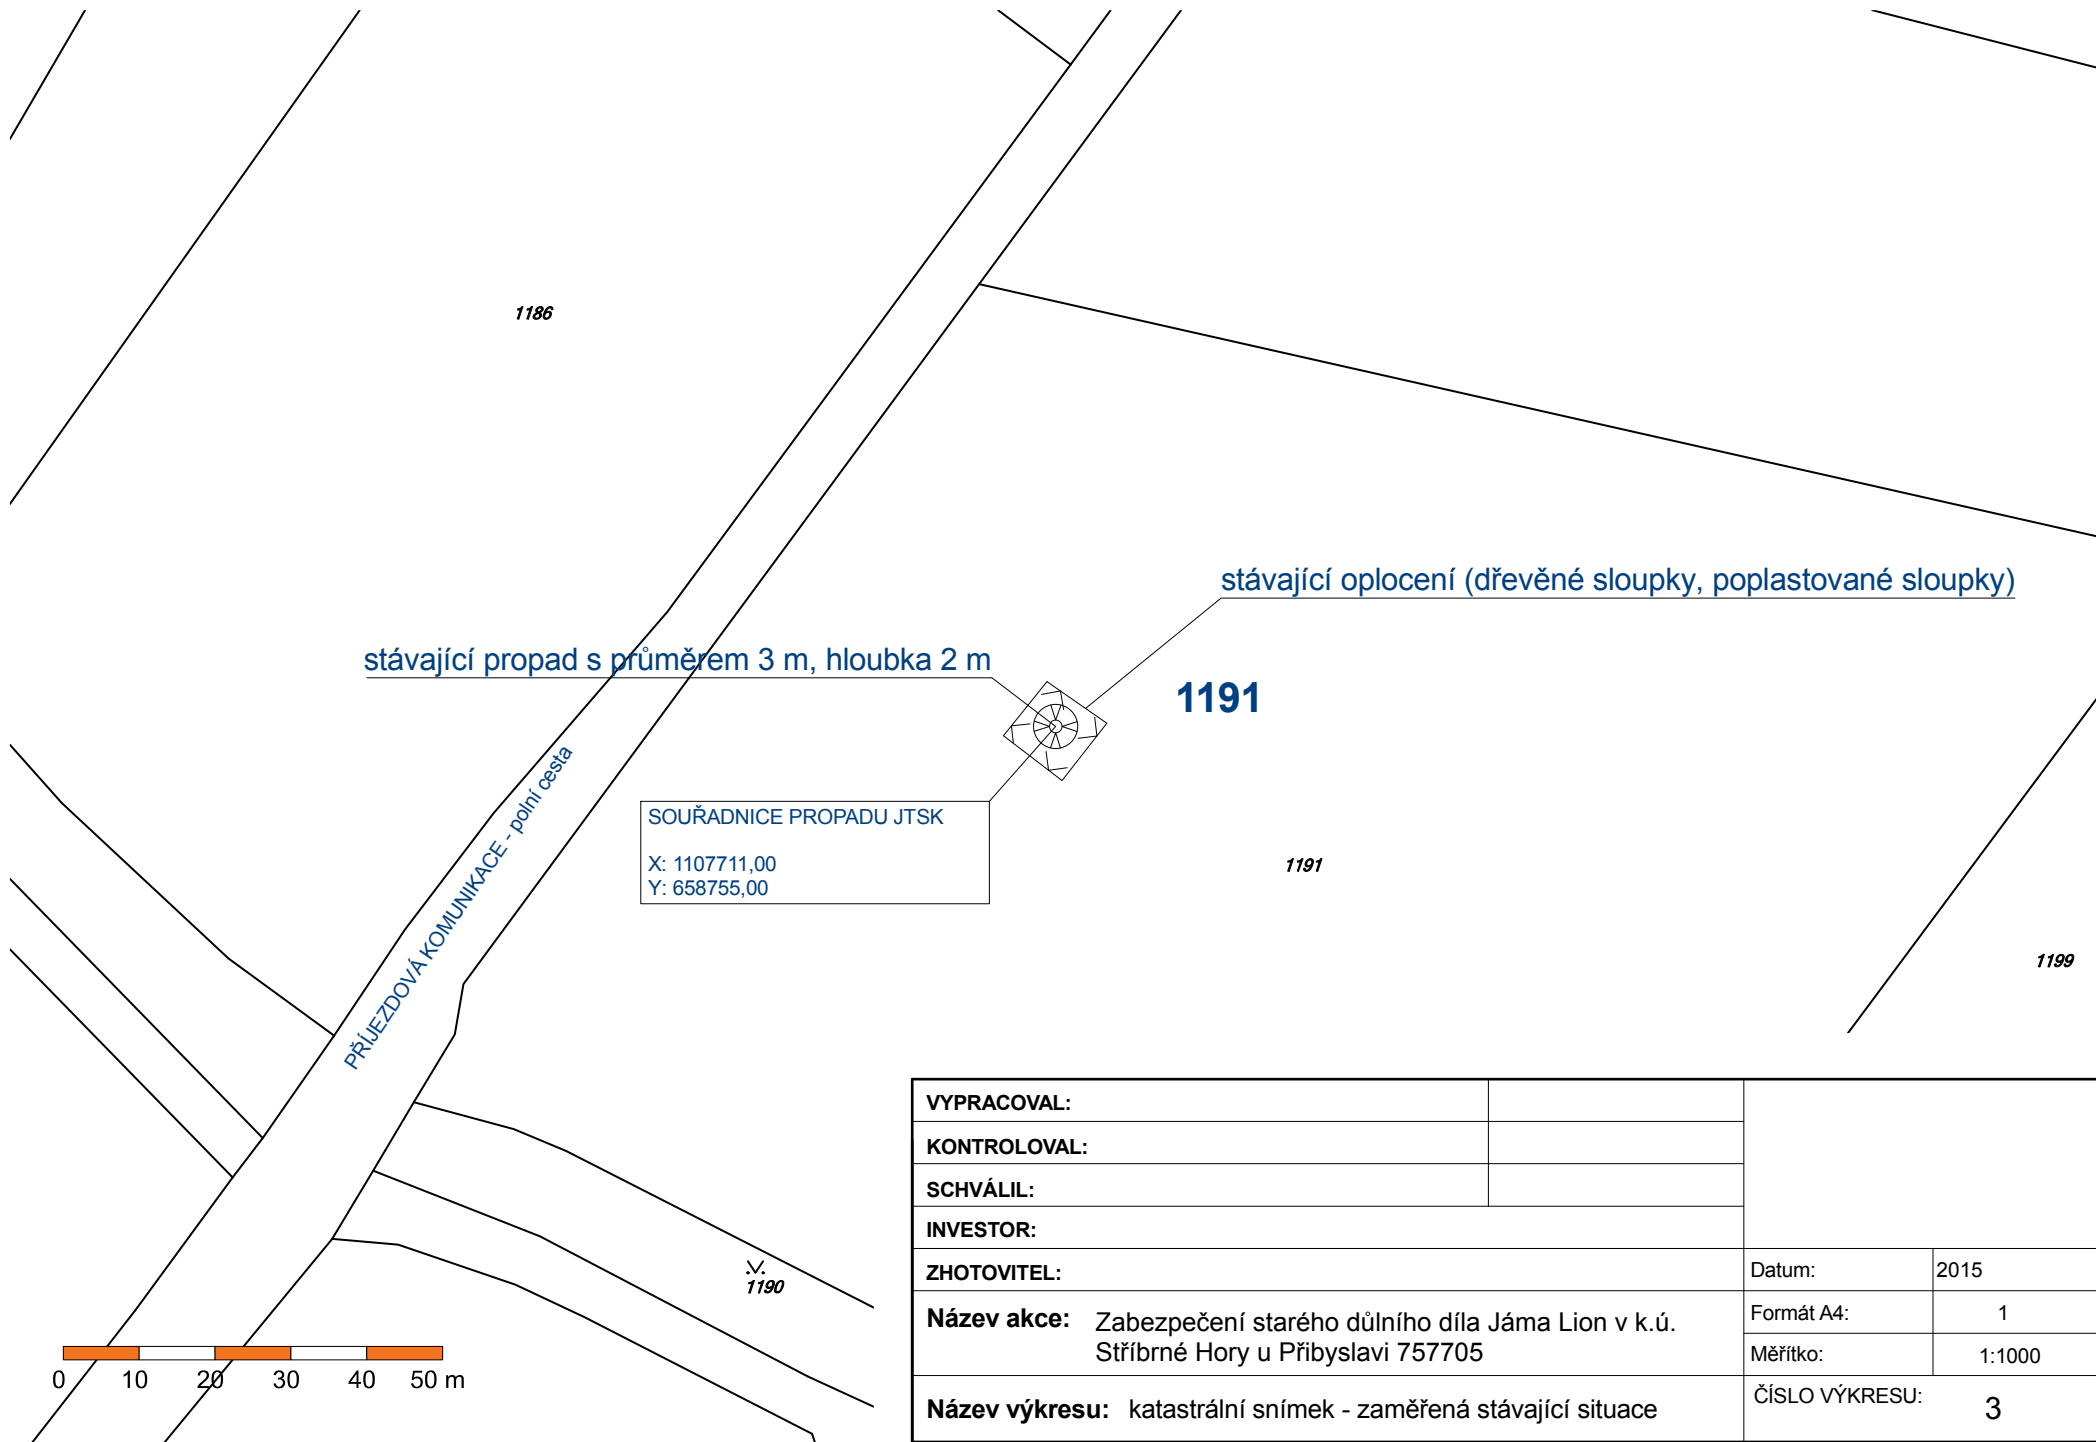 1186
stávající oplocení (dřevěné sloupky, poplastované sloupky)
stávající propad s průměrem 3 m, hloubka 2 m
1191
PŘÍJEZDOVÁ KOMUNIKACE - polní cesta
SOUŘADNICE PROPADU JTSK
X: 1107711,00
Y: 658755,00
1191
1199
1190
0 10 20 30 40 50 m
VYPRACOVAL:
KONTROLOVAL:
SCHVÁLIL:
INVESTOR:
ZHOTOVITEL:
Datum: 2015
Název akce: Zabezpečení starého důlního díla Jáma Lion v k.ú.
Stříbrné Hory u Přibyslavi 757705
Formát A4: 1
Měřítko: 1:1000
Název výkresu: katastrální snímek - zaměřená stávající situace
ČÍSLO VÝKRESU: 3